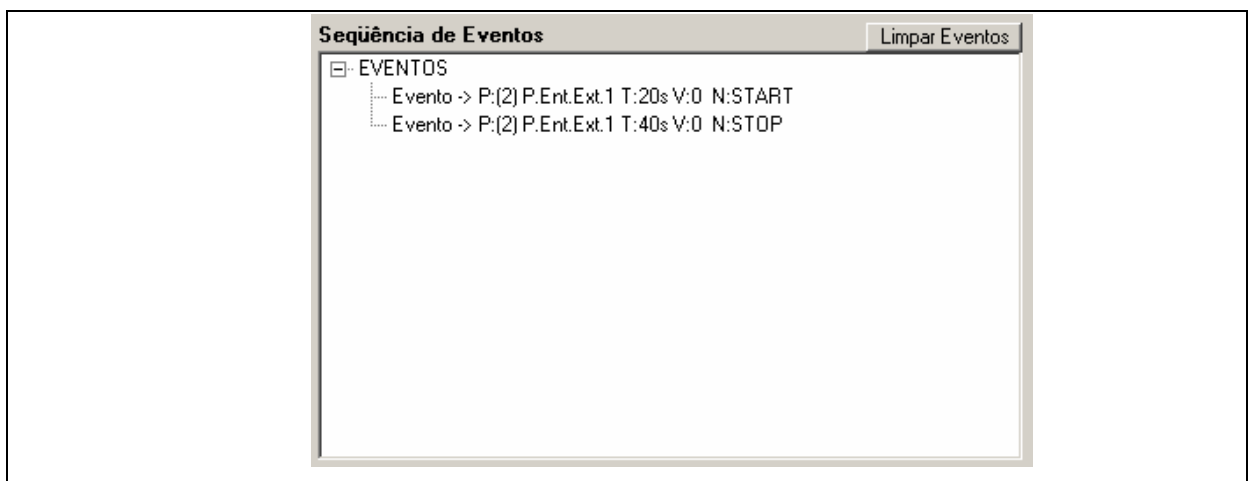 Seqüência de Eventos
Limpar Eventos
EVENTOS
Evento -> P:(2) P.Ent.Ext.1 T:20s V:0 N:START
Evento -> P:(2) P.Ent.Ext.1 T:40s V:0 N:STOP